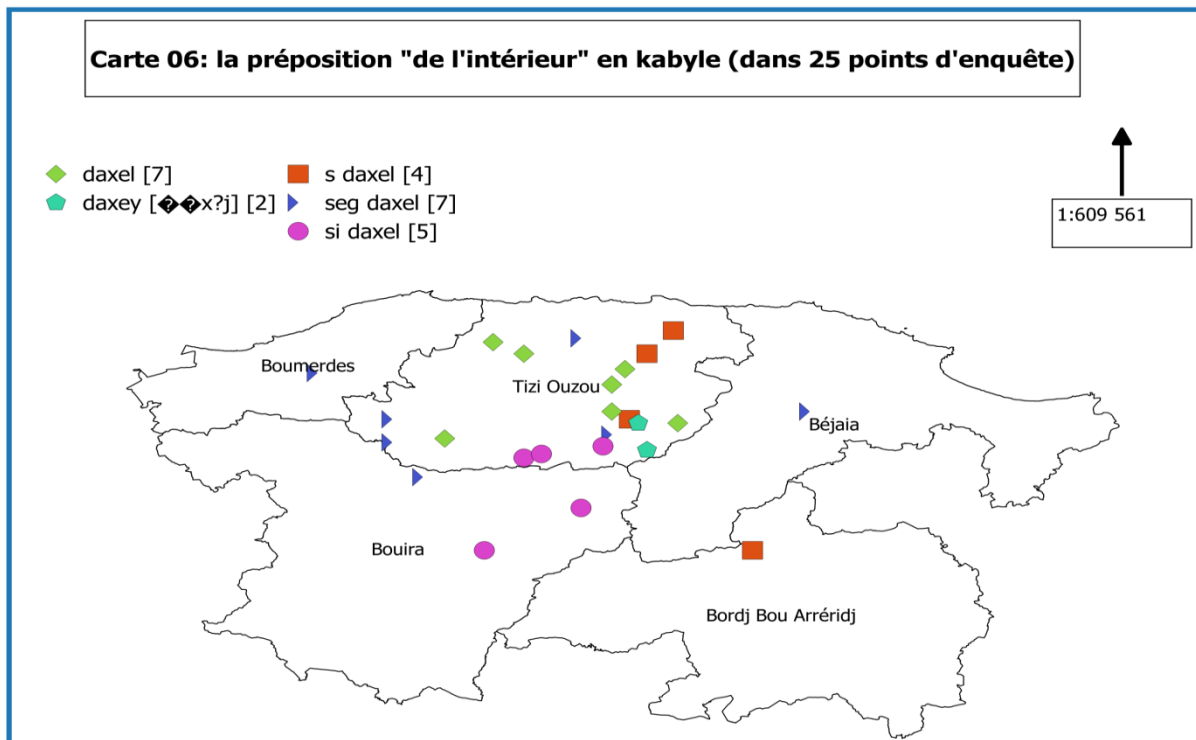 Carte 06: la préposition "de l'intérieur" en kabyle (dans 25 points d'enquête)
daxel [7]
daxey [��x?j] [2]
s daxel [4]
seg daxel [7]
si daxel [5]
1:609 561
Boumerdes
Tizi Ouzou
Béjaia
Bouira
Bordj Bou Arréridj